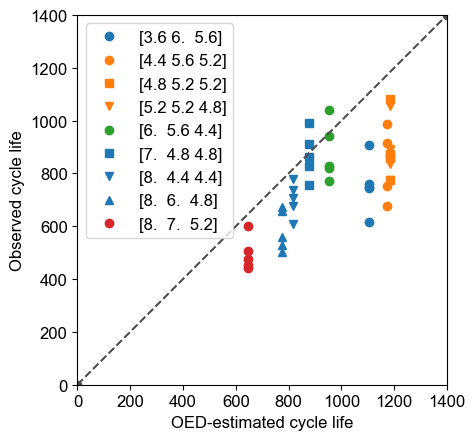 1400
1200
1000
800
600
400
200
0
Observed cycle life
[3.6 6.  5.6]
[4.4 5.6 5.2]
[4.8 5.2 5.2]
[5.2 5.2 4.8]
[6.  5.6 4.4]
[7.  4.8 4.8]
[8.  4.4 4.4]
[8.  6.  4.8]
[8.  7.  5.2]
0 200 400 600 800 1000 1200 1400
OED-estimated cycle life